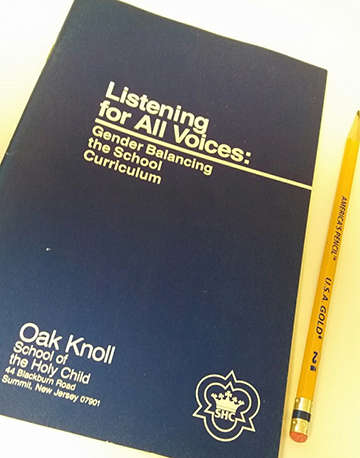 Listening
for All Voices:
Gender Balancing
the School
Curriculum
Oak Knoll
School of
the Holy Child
44 Blackburn Road
Summit, New Jersey 07901
SHC
AMERICA'S PENCIL™
U.S.A. GOLD®
2